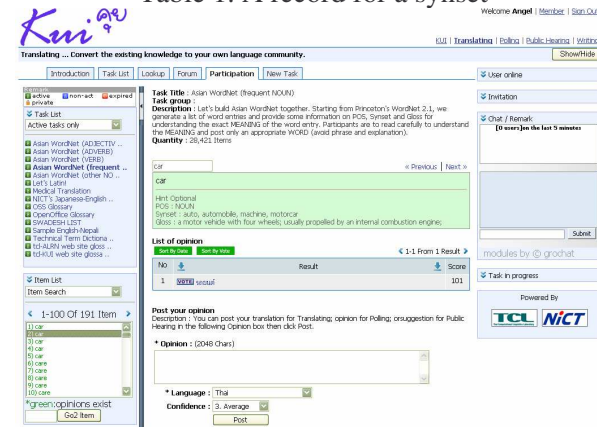 Table 1: A record for a synset
Kui คุย
Welcome Angel | Member | Sign Out
KUI | Translating | Polling | Public Hearing | Writing
Translating ... Convert the existing knowledge to your own language community.
Show/Hide
Introduction
Task List
Lookup
Forum
Participation
New Task
active non-act expired
private
Task List
Active tasks only
Asian WordNet (ADJECTIV ..
Asian WordNet (ADVERB)
Asian WordNet (VERB)
Asian WordNet (frequent ..
Asian WordNet (other NO ..
Let's Latin!
Medical Translation
NICT's Japanese-English ..
OSS Glossary
OpenOffice Glossary
SWADESH LIST
Sample English-Nepali
Technical Term Dictiona ..
td-ALRN web site gloss ..
td-KUI web site glossa ..
Item List
Item Search
1-100 Of 191 Item
1) car
2) car
3) car
4) car
5) care
6) care
7) care
8) care
9) care
10) care
*green:opinions exist
Go2 Item
Task Title : Asian WordNet (frequent NOUN)
Task group :
Description : Let's build Asian WordNet together. Starting from Princeton's WordNet 2.1, we
generate a list of word entries and provide some information on POS, Synset and Gloss for
understanding the exact MEANING of the word entry. Participants are to read carefully to understand
the MEANING and post only an appropriate WORD (avoid phrase and explanation).
Quantity : 28,421 Items
car
« Previous | Next »
car
Hint Optional
POS : NOUN
Synset : auto, automobile, machine, motorcar
Gloss : a motor vehicle with four wheels; usually propelled by an internal combustion engine;
List of opinion
Sort By Date
Sort By Vote
1-1 From 1 Result
No
Result
Score
1
VOTE
รถยนต์
101
Post your opinion
Description : You can post your translation for Translating; opinion for Polling; orsuggestion for Public
Hearing in the following Opinion box then dick Post.
* Opinion : (2048 Chars)
* Language : Thai
Confidence : 3. Average
Post
User online
Invitation
Chat / Remark
[0 users]on the last 5 minutes
Submit
modules by © grochat
Task in progress
Powered By
TCL
NiCT